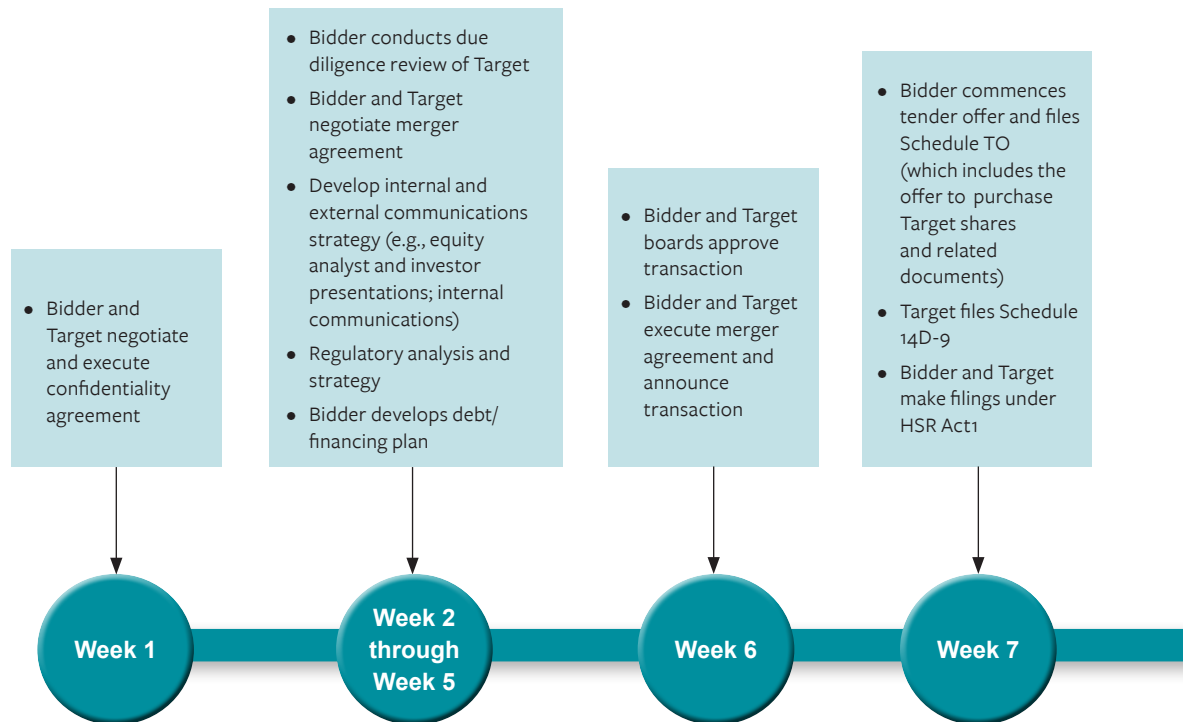 • Bidder and
Target negotiate
and execute
confidentiality
agreement
• Bidder conducts due
diligence review of Target
• Bidder and Target
negotiate merger
agreement
• Develop internal and
external communications
strategy (e.g., equity
analyst and investor
presentations; internal
communications)
• Regulatory analysis and
strategy
• Bidder develops debt/
financing plan
• Bidder and Target
boards approve
transaction
• Bidder and Target
execute merger
agreement and
announce
transaction
• Bidder commences
tender offer and files
Schedule TO
(which includes the
offer to purchase
Target shares
and related
documents)
• Target files Schedule
14D-9
• Bidder and Target
make filings under
HSR Act1
Week 1
Week 2
through
Week 5
Week 6
Week 7